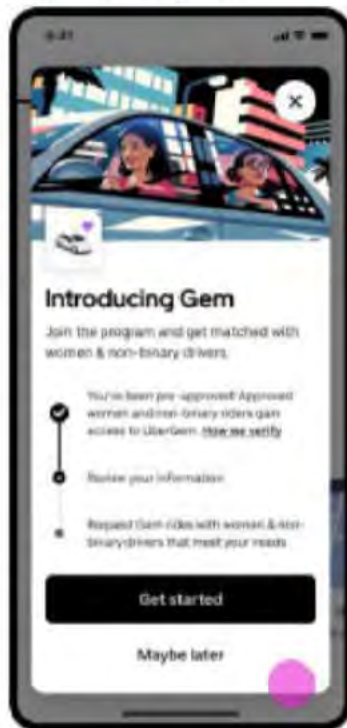 9:41
Introducing Gem
Join the program and get matched with
women & non-binary drivers.
You've been pre-approved! Approved
women and non-binary riders gain
access to UberGem. How we verify
Review your information
Request Gem rides with women & non-
binary drivers that meet your needs
Get started
Maybe later